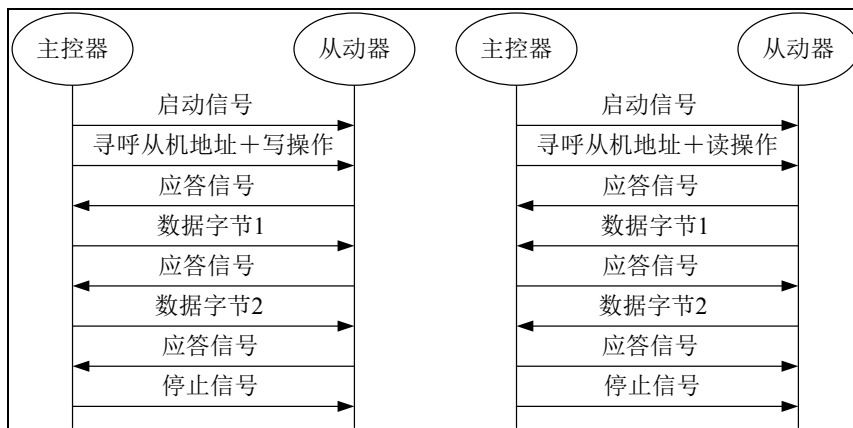 主控器
从动器
启动信号
寻呼从机地址＋写操作
应答信号
数据字节1
应答信号
数据字节2
应答信号
停止信号
主控器
从动器
启动信号
寻呼从机地址＋读操作
应答信号
数据字节1
应答信号
数据字节2
应答信号
停止信号